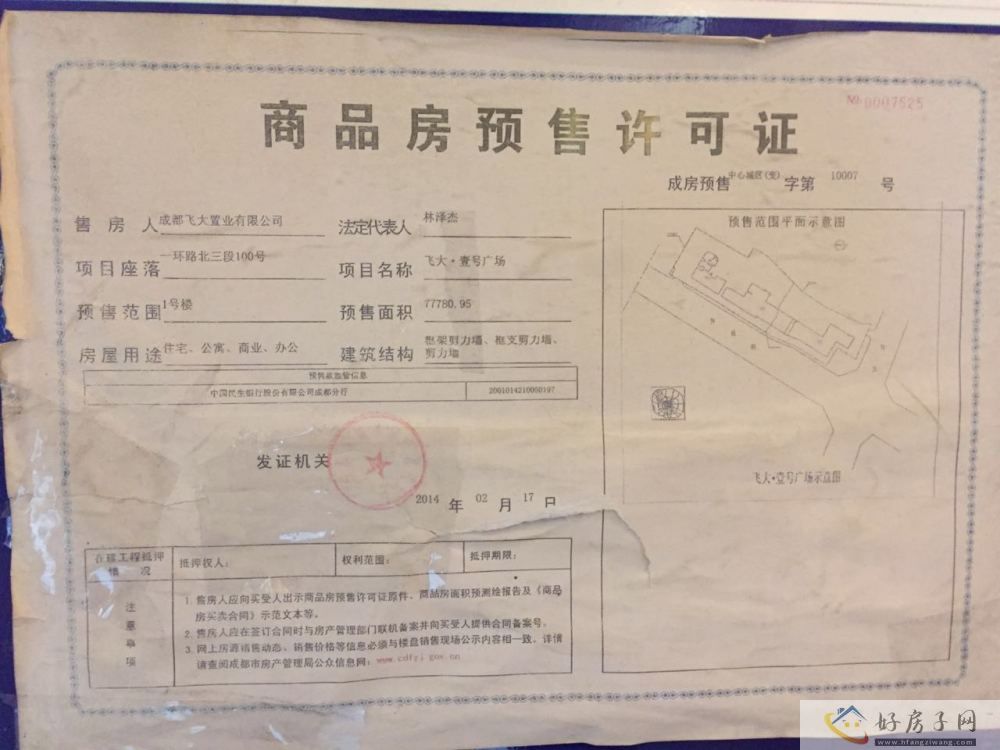 № 0007525
商品房预售许可证
成房预售 中心城区(变) 字第 10007 号
售房人 成都飞大置业有限公司 法定代表人 林泽杰
项目座落 一环路北三段100号 项目名称 飞大·壹号广场
预售范围 1号楼 预售面积 77780.95
房屋用途 住宅、公寓、商业、办公 建筑结构 框架剪力墙、框支剪力墙、
剪力墙
预售款监管信息
中国民生银行股份有限公司成都分行 2001014210050197
预售范围平面示意图
飞大·壹号广场示意图
发证机关
2014 年 02 月 17 日
在建工程抵押
情况
抵押权人: 权利范围: 抵押期限:
注意事项
1. 售房人应向买受人出示商品房预售许可证原件、商品房面积预测绘报告及《商品
房买卖合同》示范文本等。
2. 售房人应在签订合同时与房产管理部门联机备案并向买受人提供合同备案号。
3. 网上房源销售动态、销售价格等信息必须与楼盘销售现场公示内容相一致，详情
请查阅成都市房产管理局公众信息网: www.cdfgj.gov.cn
好房子网
www.hfangziwang.com